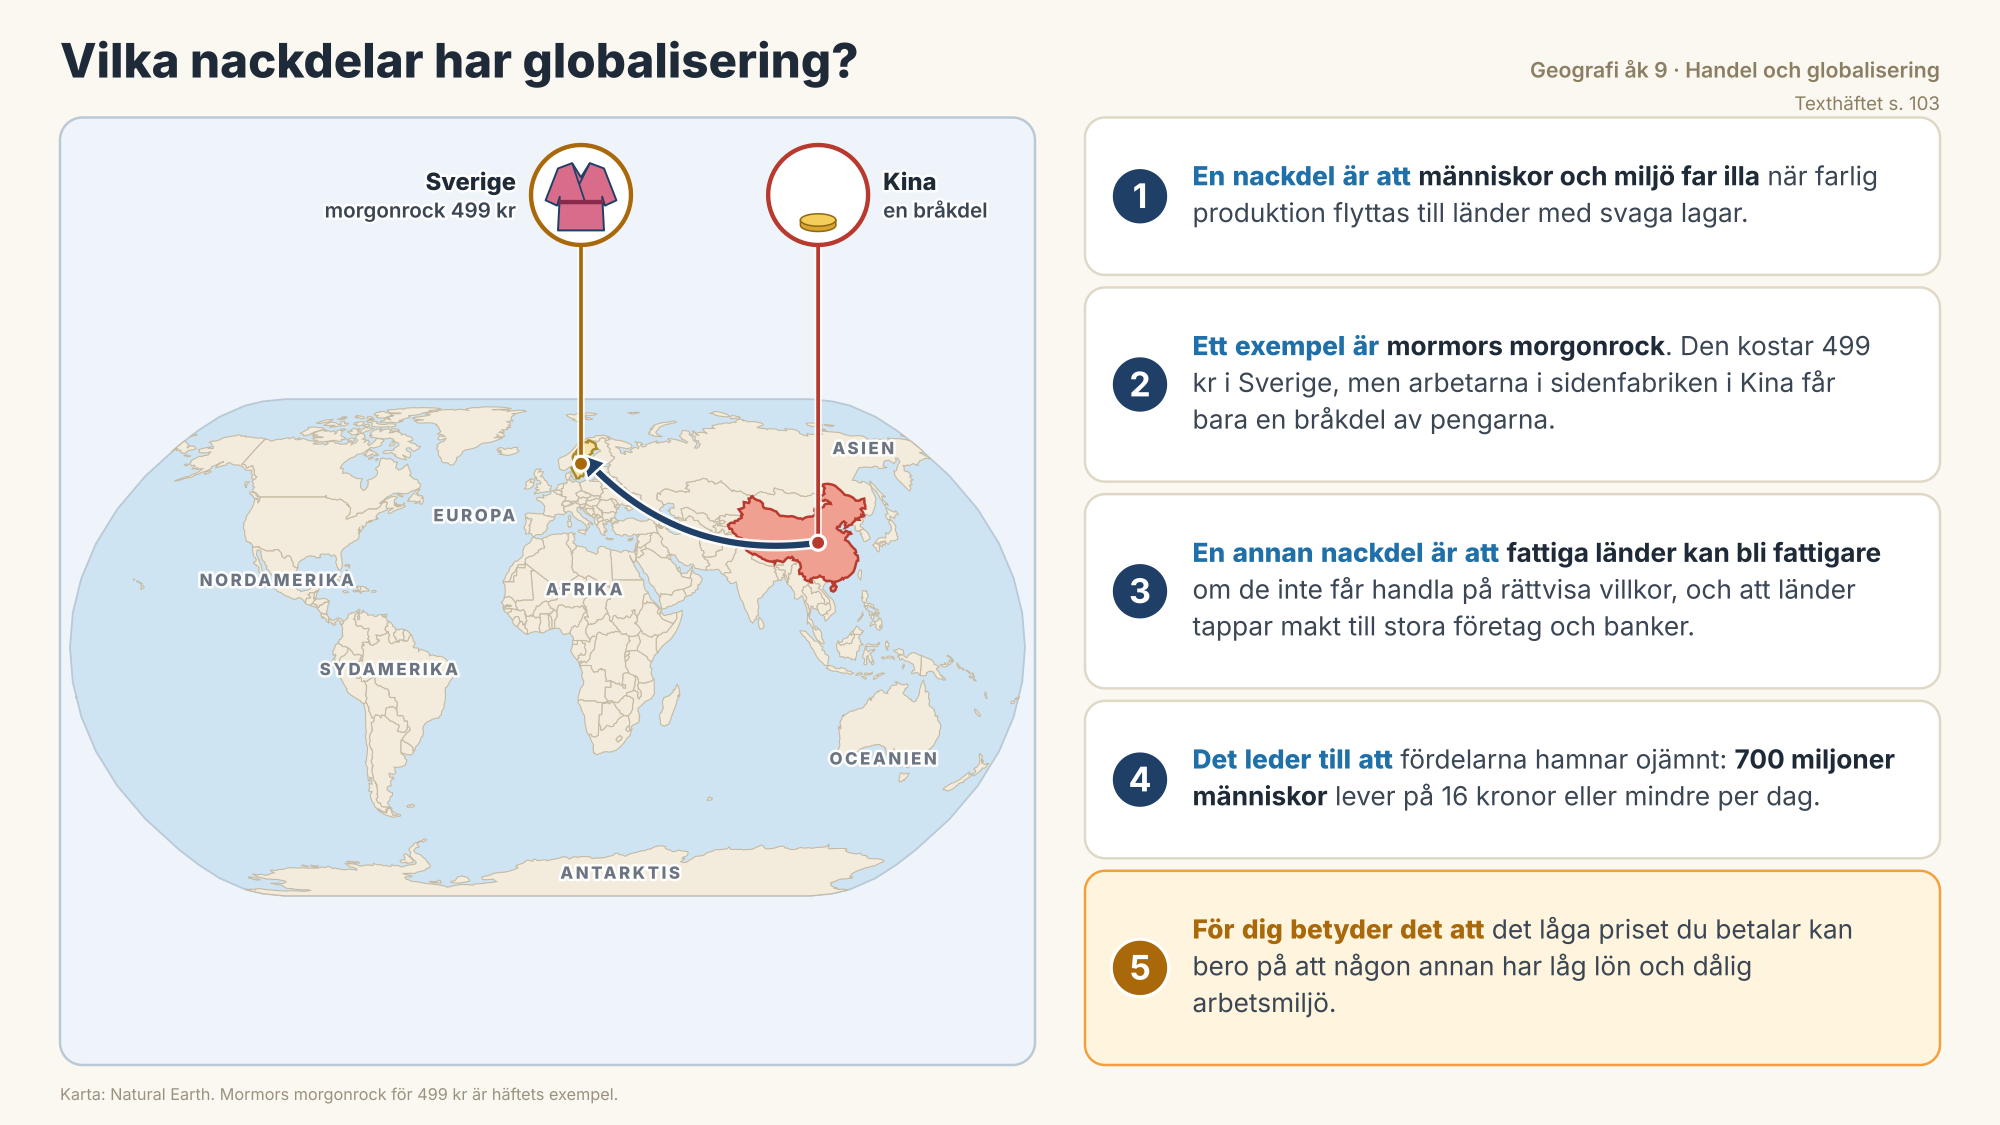 Vilka nackdelar har globalisering?
Geografi åk 9 · Handel och globalisering
Texthäftet s. 103
Sverige
morgonrock 499 kr
Kina
en bråkdel
ASIEN
EUROPA
NORDAMERIKA
AFRIKA
SYDAMERIKA
OCEANIEN
ANTARKTIS
1
En nackdel är att människor och miljö far illa när farlig
produktion flyttas till länder med svaga lagar.
2
Ett exempel är mormors morgonrock. Den kostar 499
kr i Sverige, men arbetarna i sidenfabriken i Kina får
bara en bråkdel av pengarna.
3
En annan nackdel är att fattiga länder kan bli fattigare
om de inte får handla på rättvisa villkor, och att länder
tappar makt till stora företag och banker.
4
Det leder till att fördelarna hamnar ojämnt: 700 miljoner
människor lever på 16 kronor eller mindre per dag.
5
För dig betyder det att det låga priset du betalar kan
bero på att någon annan har låg lön och dålig
arbetsmiljö.
Karta: Natural Earth. Mormors morgonrock för 499 kr är häftets exempel.